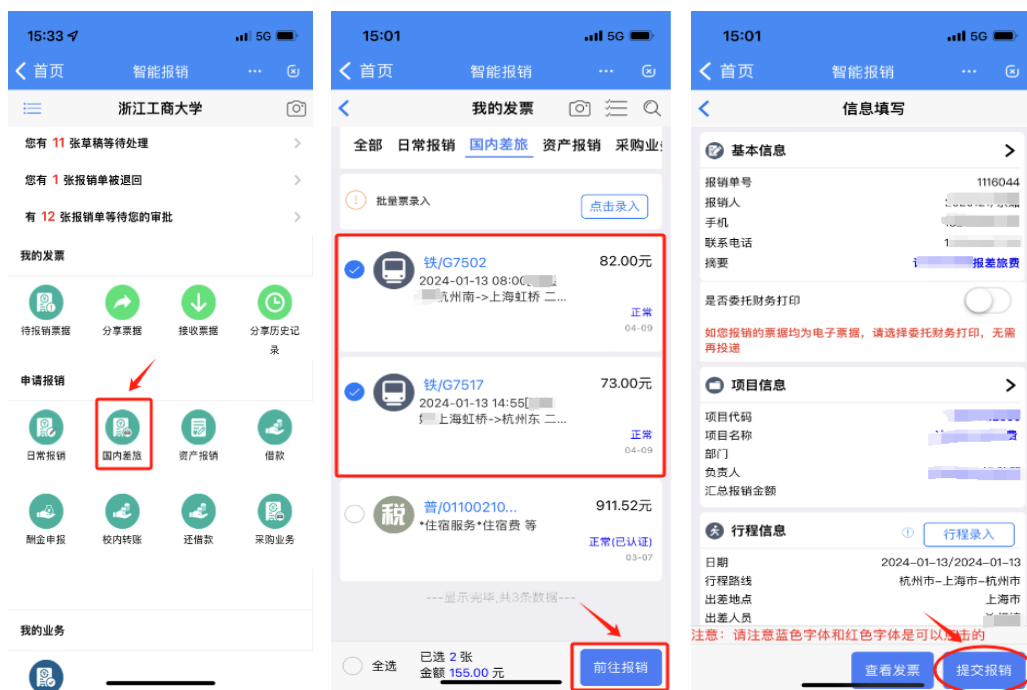 15:33
5G
首页
智能报销
浙江工商大学
您有 11 张草稿等待处理
您有 1 张报销单被退回
有 12 张报销单等待您的审批
我的发票
待报销票据
分享票据
接收票据
分享历史记
录
申请报销
日常报销
国内差旅
资产报销
借款
酬金申报
校内转账
还借款
采购业务
我的业务
15:01
5G
首页
智能报销
我的发票
全部 日常报销 国内差旅 资产报销 采购业
批量票录入
点击录入
铁/G7502
82.00元
2024-01-13 08:00
杭州南->上海虹桥 二...
正常
04-09
铁/G7517
73.00元
2024-01-13 14:55
上海虹桥->杭州东 二...
正常
04-09
税
普/01100210...
911.52元
*住宿服务*住宿费 等
正常(已认证)
03-07
---显示完毕,共3条数据---
全选
已选 2 张
金额 155.00 元
前往报销
15:01
5G
首页
智能报销
信息填写
基本信息
报销单号
1116044
报销人
手机
联系电话
1
摘要
报差旅费
是否委托财务打印
如您报销的票据均为电子票据，请选择委托财务打印，无需
再投递
项目信息
项目代码
项目名称
费
部门
负责人
汇总报销金额
行程信息
行程录入
日期
2024-01-13/2024-01-13
行程路线
杭州市-上海市-杭州市
出差地点
上海市
出差人员
注意：请注意蓝色字体和红色字体是可以点击的
查看发票
提交报销